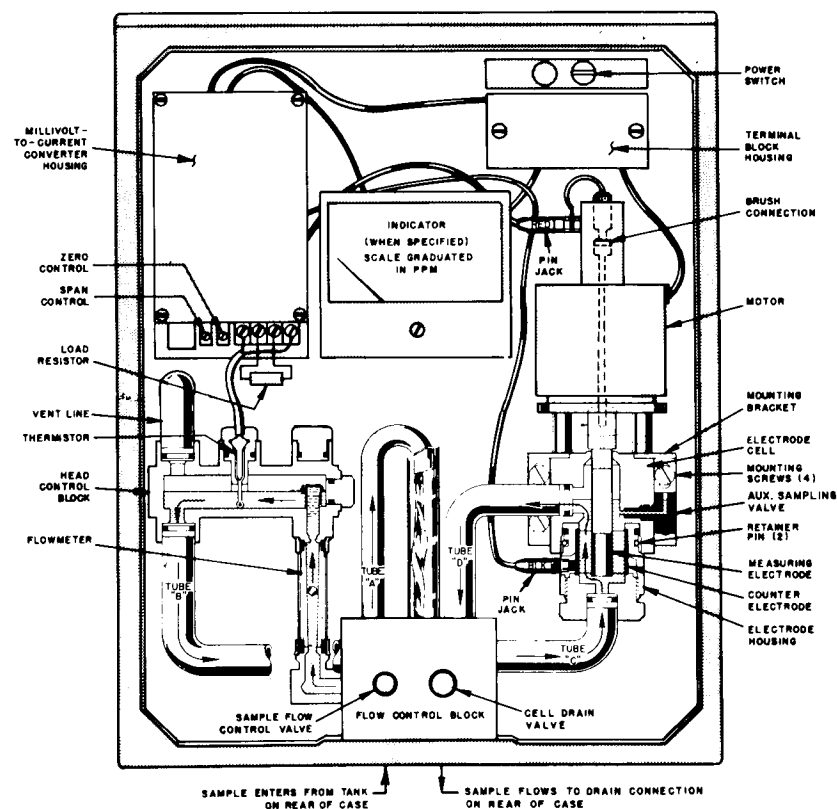 POWER
SWITCH
MILLIVOLT-
TO-CURRENT
CONVERTER
HOUSING
TERMINAL
BLOCK
HOUSING
BRUSH
CONNECTION
INDICATOR
(WHEN SPECIFIED)
SCALE GRADUATED
IN PPM
RED
PIN
JACK
ZERO
CONTROL
SPAN
CONTROL
MOTOR
LOAD
RESISTOR
VENT LINE
THERMISTOR
HEAD
CONTROL
BLOCK
FLOWMETER
MOUNTING
BRACKET
ELECTRODE
CELL
MOUNTING
SCREWS (4)
AUX. SAMPLING
VALVE
RETAINER
PIN (2)
MEASURING
ELECTRODE
COUNTER
ELECTRODE
ELECTRODE
HOUSING
TUBE
"A"
TUBE
"D"
TUBE
"B"
BLK
PIN
JACK
TUBE
"C"
SAMPLE FLOW
CONTROL VALVE
FLOW CONTROL BLOCK
CELL DRAIN
VALVE
SAMPLE ENTERS FROM TANK
ON REAR OF CASE
SAMPLE FLOWS TO DRAIN CONNECTION
ON REAR OF CASE